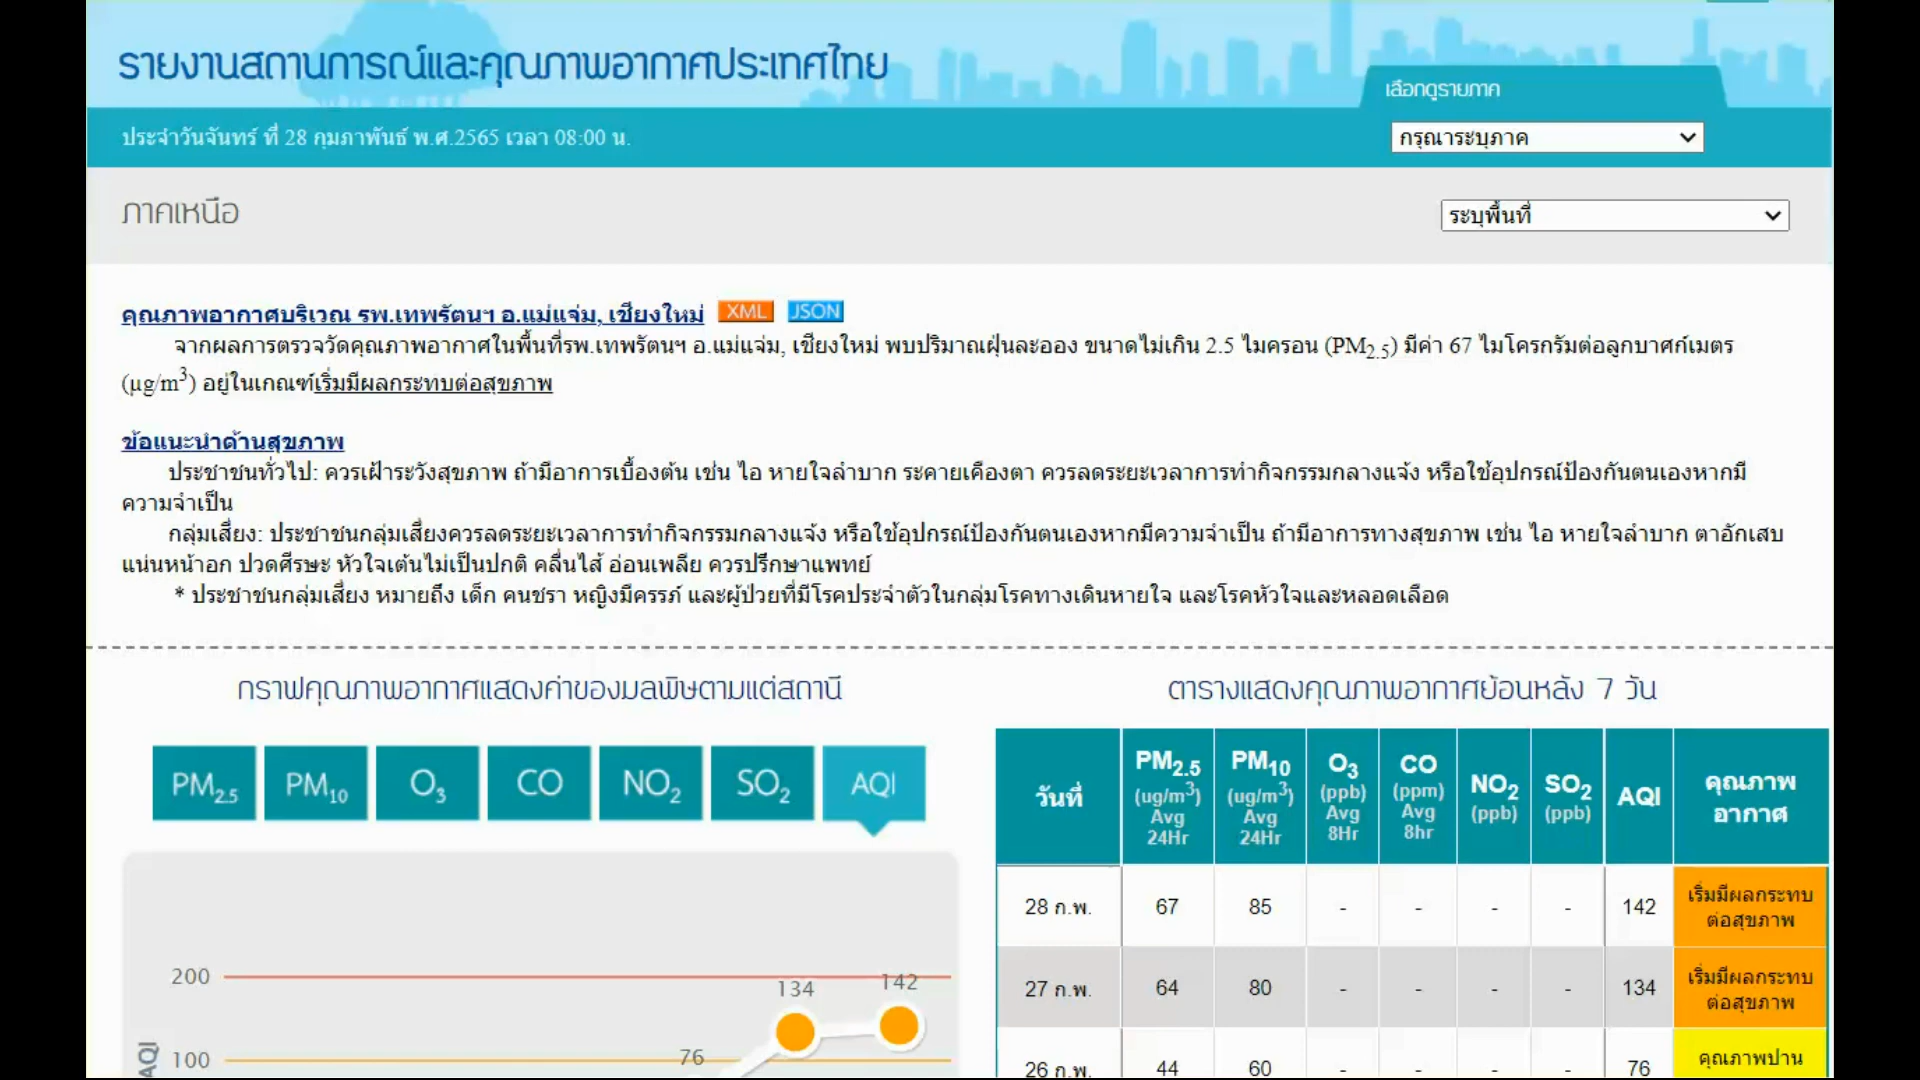 รายงานสถานการณ์และคุณภาพอากาศประเทศไทย
เลือกดูรายภาค
ประจำวันจันทร์ ที่ 28 กุมภาพันธ์ พ.ศ.2565 เวลา 08:00 น.
กรุณาระบุภาค
ภาคเหนือ
ระบุพื้นที่
คุณภาพอากาศบริเวณ รพ.เทพรัตนฯ อ.แม่แจ่ม, เชียงใหม่ XML JSON
จากผลการตรวจวัดคุณภาพอากาศในพื้นที่รพ.เทพรัตนฯ อ.แม่แจ่ม, เชียงใหม่ พบปริมาณฝุ่นละออง ขนาดไม่เกิน 2.5 ไมครอน (PM2.5) มีค่า 67 ไมโครกรัมต่อลูกบาศก์เมตร
(µg/m3) อยู่ในเกณฑ์เริ่มมีผลกระทบต่อสุขภาพ
ข้อแนะนำด้านสุขภาพ
ประชาชนทั่วไป: ควรเฝ้าระวังสุขภาพ ถ้ามีอาการเบื้องต้น เช่น ไอ หายใจลำบาก ระคายเคืองตา ควรลดระยะเวลาการทำกิจกรรมกลางแจ้ง หรือใช้อุปกรณ์ป้องกันตนเองหากมี
ความจำเป็น
กลุ่มเสี่ยง: ประชาชนกลุ่มเสี่ยงควรลดระยะเวลาการทำกิจกรรมกลางแจ้ง หรือใช้อุปกรณ์ป้องกันตนเองหากมีความจำเป็น ถ้ามีอาการทางสุขภาพ เช่น ไอ หายใจลำบาก ตาอักเสบ
แน่นหน้าอก ปวดศีรษะ หัวใจเต้นไม่เป็นปกติ คลื่นไส้ อ่อนเพลีย ควรปรึกษาแพทย์
* ประชาชนกลุ่มเสี่ยง หมายถึง เด็ก คนชรา หญิงมีครรภ์ และผู้ป่วยที่มีโรคประจำตัวในกลุ่มโรคทางเดินหายใจ และโรคหัวใจและหลอดเลือด
กราฟคุณภาพอากาศแสดงค่าของมลพิษตามแต่สถานี
PM2.5 PM10 O3 CO NO2 SO2 AQI
200
134
142
76
100
AQI
ตารางแสดงคุณภาพอากาศย้อนหลัง 7 วัน
วันที่
PM2.5 (ug/m3) Avg 24Hr
PM10 (ug/m3) Avg 24Hr
O3 (ppb) Avg 8Hr
CO (ppm) Avg 8hr
NO2 (ppb)
SO2 (ppb)
AQI
คุณภาพ
อากาศ
28 ก.พ. 67 85 - - - - 142 เริ่มมีผลกระทบ
ต่อสุขภาพ
27 ก.พ. 64 80 - - - - 134 เริ่มมีผลกระทบ
ต่อสุขภาพ
26 ก.พ. 44 60 - - - - 76 คุณภาพปาน